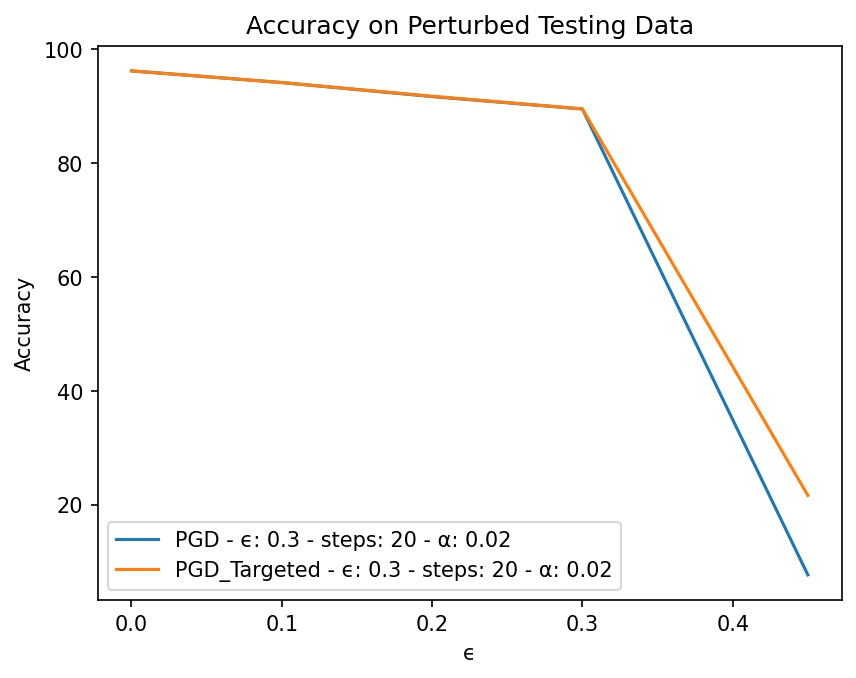 Accuracy on Perturbed Testing Data
100
80
60
40
20
Accuracy
PGD - ϵ: 0.3 - steps: 20 - α: 0.02
PGD_Targeted - ϵ: 0.3 - steps: 20 - α: 0.02
0.0 0.1 0.2 0.3 0.4
ϵ